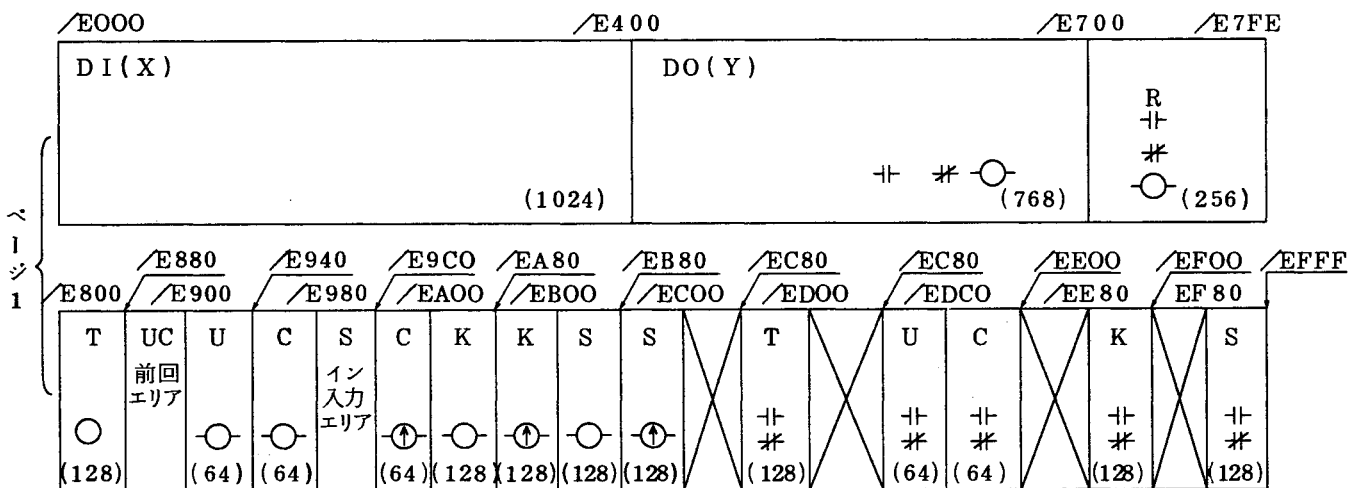 /E000 /E400 /E700 /E7FE
DI(X) DO(Y) R
(1024) (768) (256)
ページ1
/E880 /E940 /E9C0 /EA80 /EB80 /EC80 /EC80 /EE00 /EF00 /EFFF
/E800 /E900 /E980 /EA00 /EB00 /EC00 /ED00 /EDC0 /EE80 EF80
T UC U C S C K K S S T U C K S
前回 イン
エリア 入力
エリア
(128) (64) (64) (64) (128) (128) (128) (128) (128) (64) (64) (128) (128)